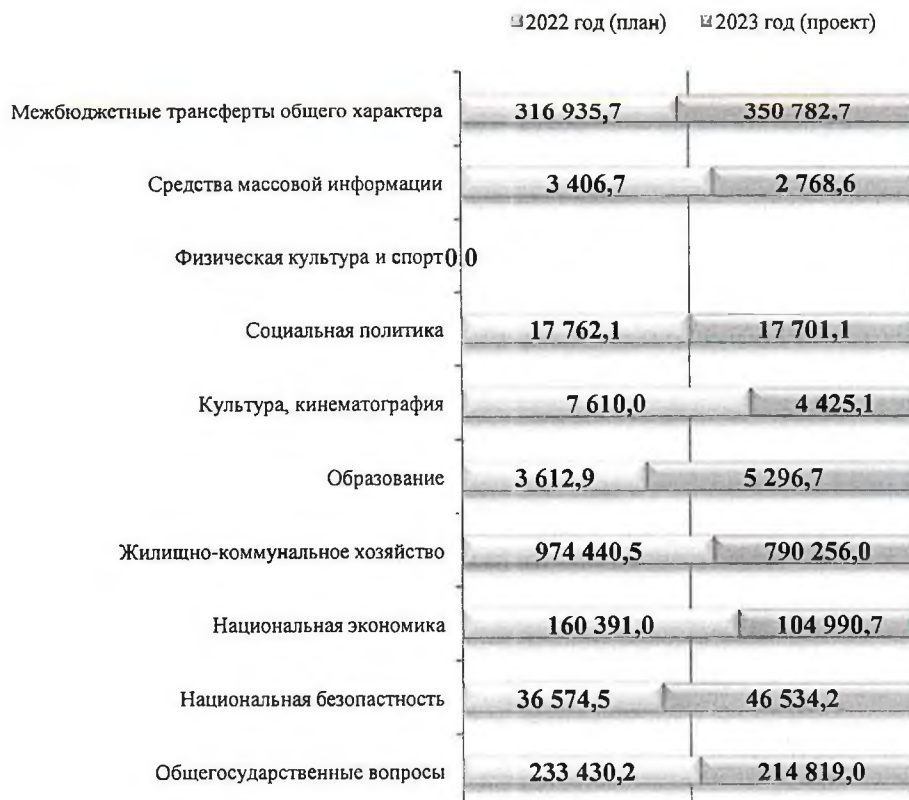 2022 год (план) 2023 год (проект)
Межбюджетные трансферты общего характера 316 935,7 350 782,7
Средства массовой информации 3 406,7 2 768,6
Физическая культура и спорт 0,0
Социальная политика 17 762,1 17 701,1
Культура, кинематография 7 610,0 4 425,1
Образование 3 612,9 5 296,7
Жилищно-коммунальное хозяйство 974 440,5 790 256,0
Национальная экономика 160 391,0 104 990,7
Национальная безопастность 36 574,5 46 534,2
Общегосударственные вопросы 233 430,2 214 819,0